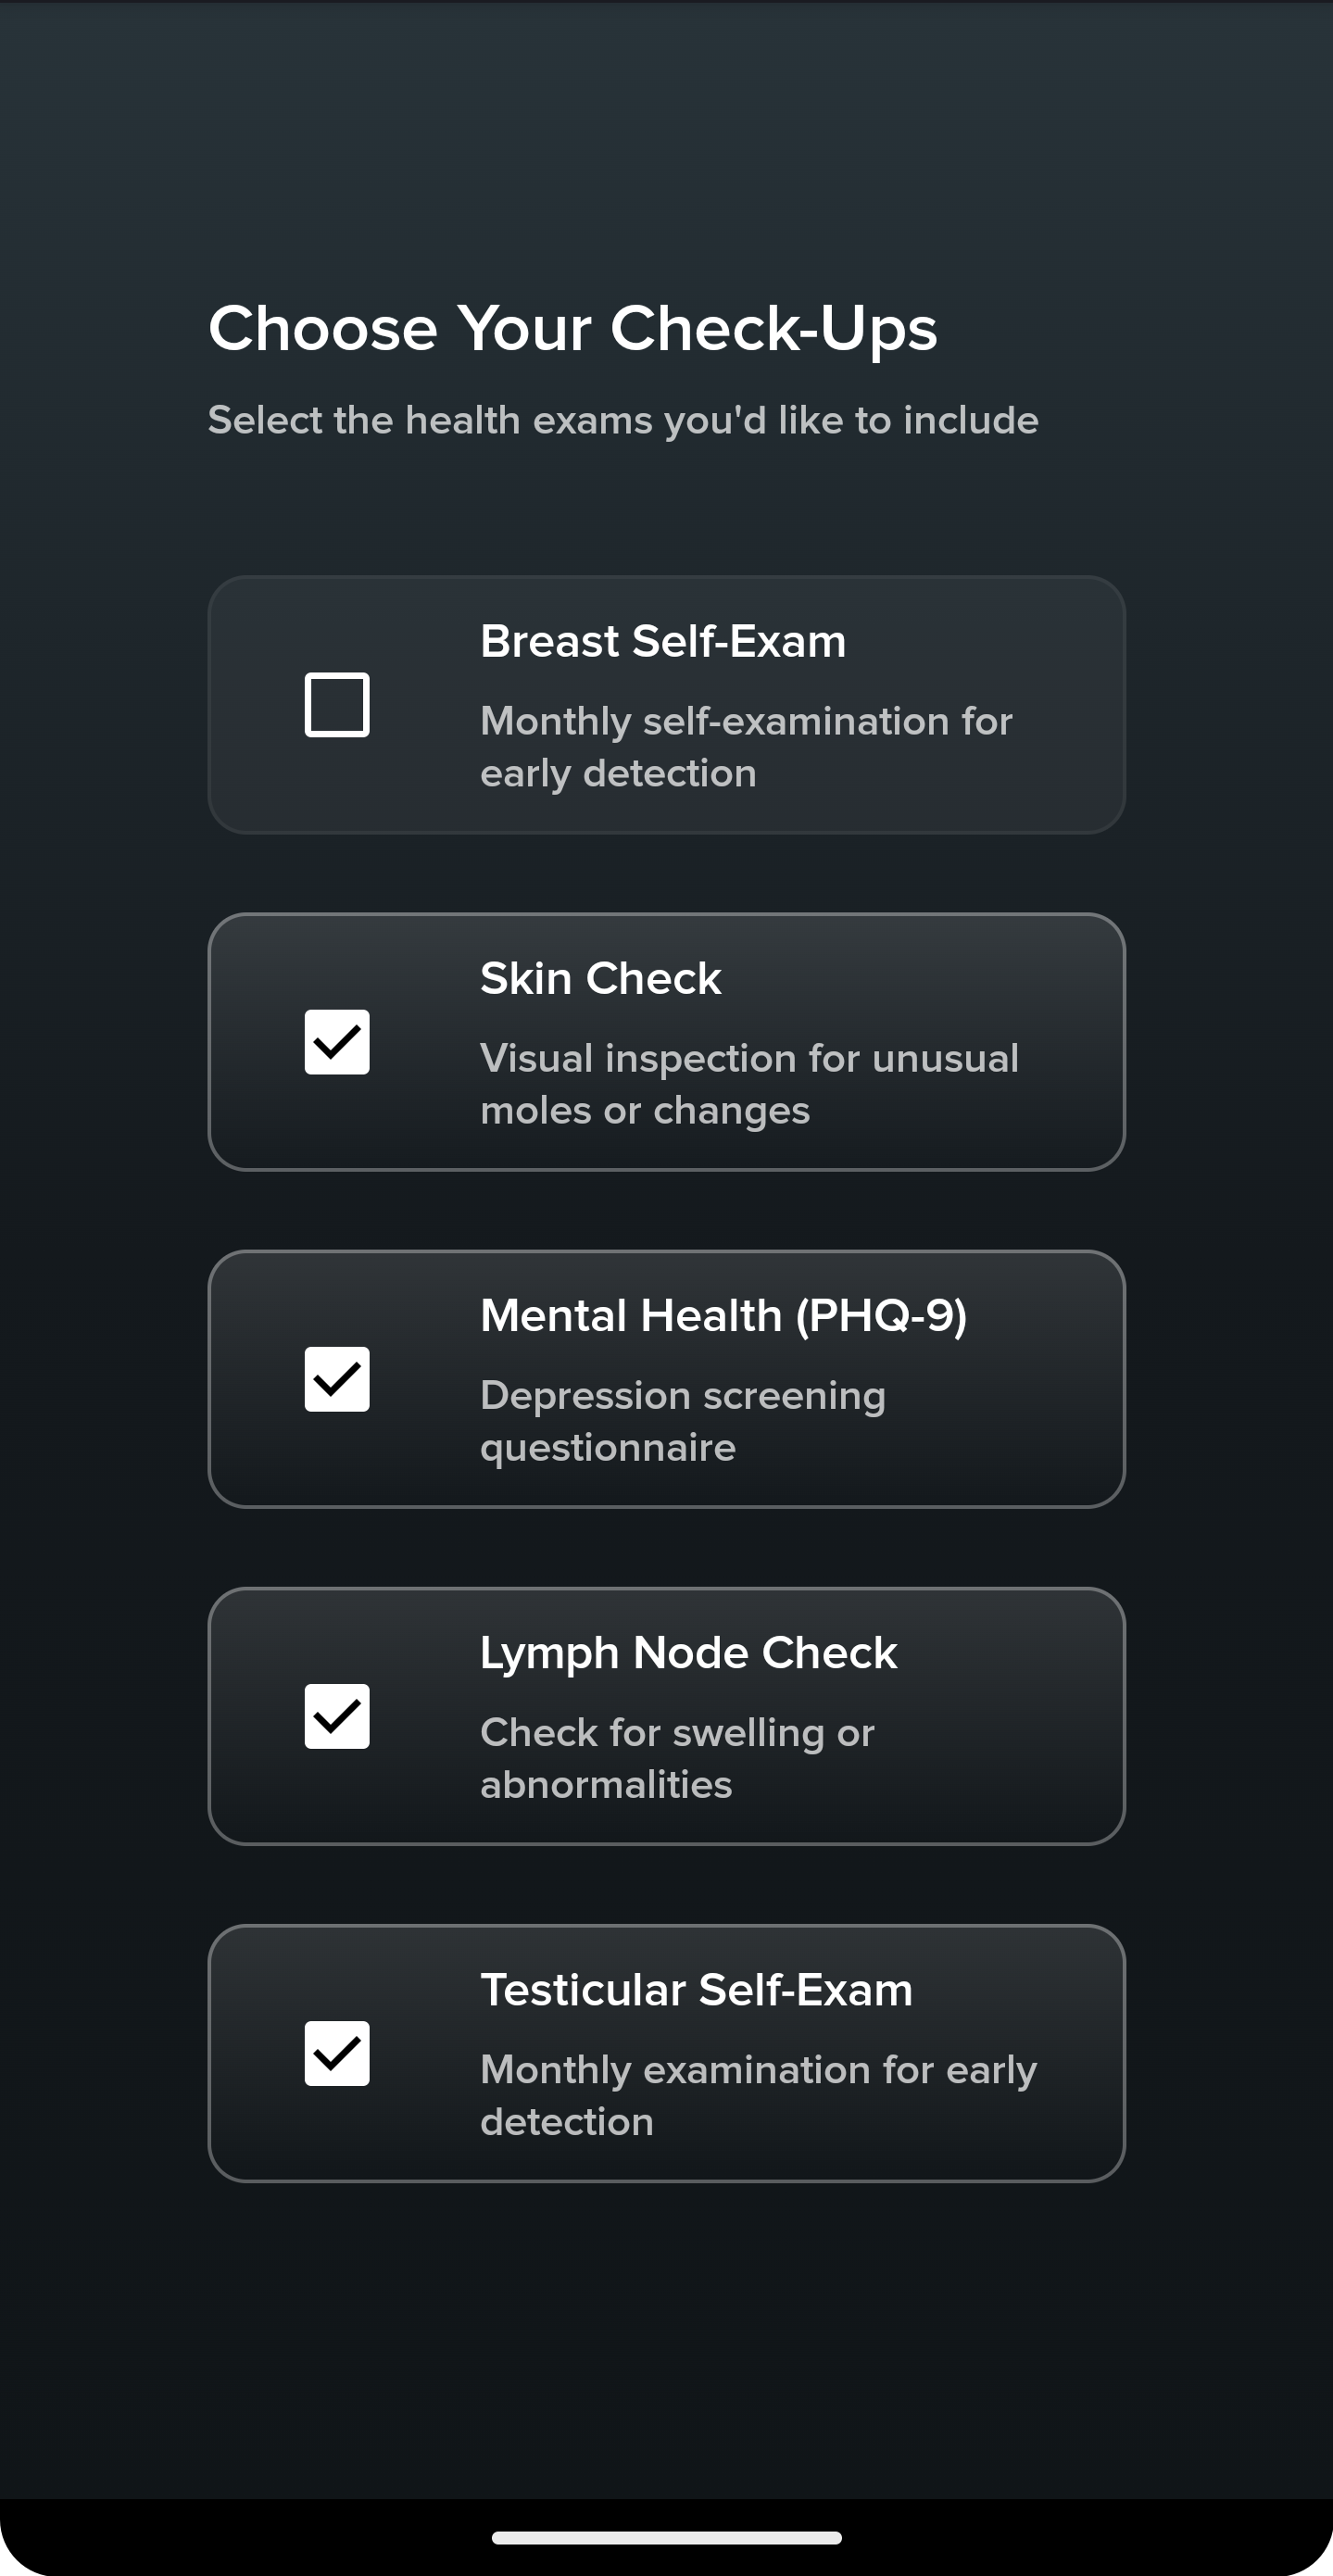 Choose Your Check-Ups
Select the health exams you'd like to include
Breast Self-Exam
Monthly self-examination for
early detection
Skin Check
Visual inspection for unusual
moles or changes
Mental Health (PHQ-9)
Depression screening
questionnaire
Lymph Node Check
Check for swelling or
abnormalities
Testicular Self-Exam
Monthly examination for early
detection